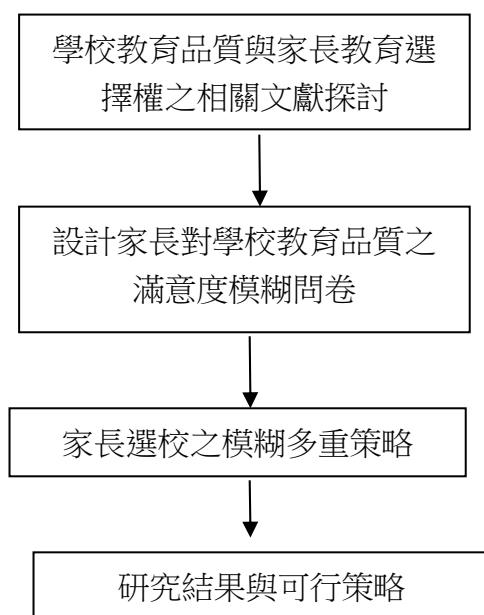 學校教育品質與家長教育選
擇權之相關文獻探討
設計家長對學校教育品質之
滿意度模糊問卷
家長選校之模糊多重策略
研究結果與可行策略